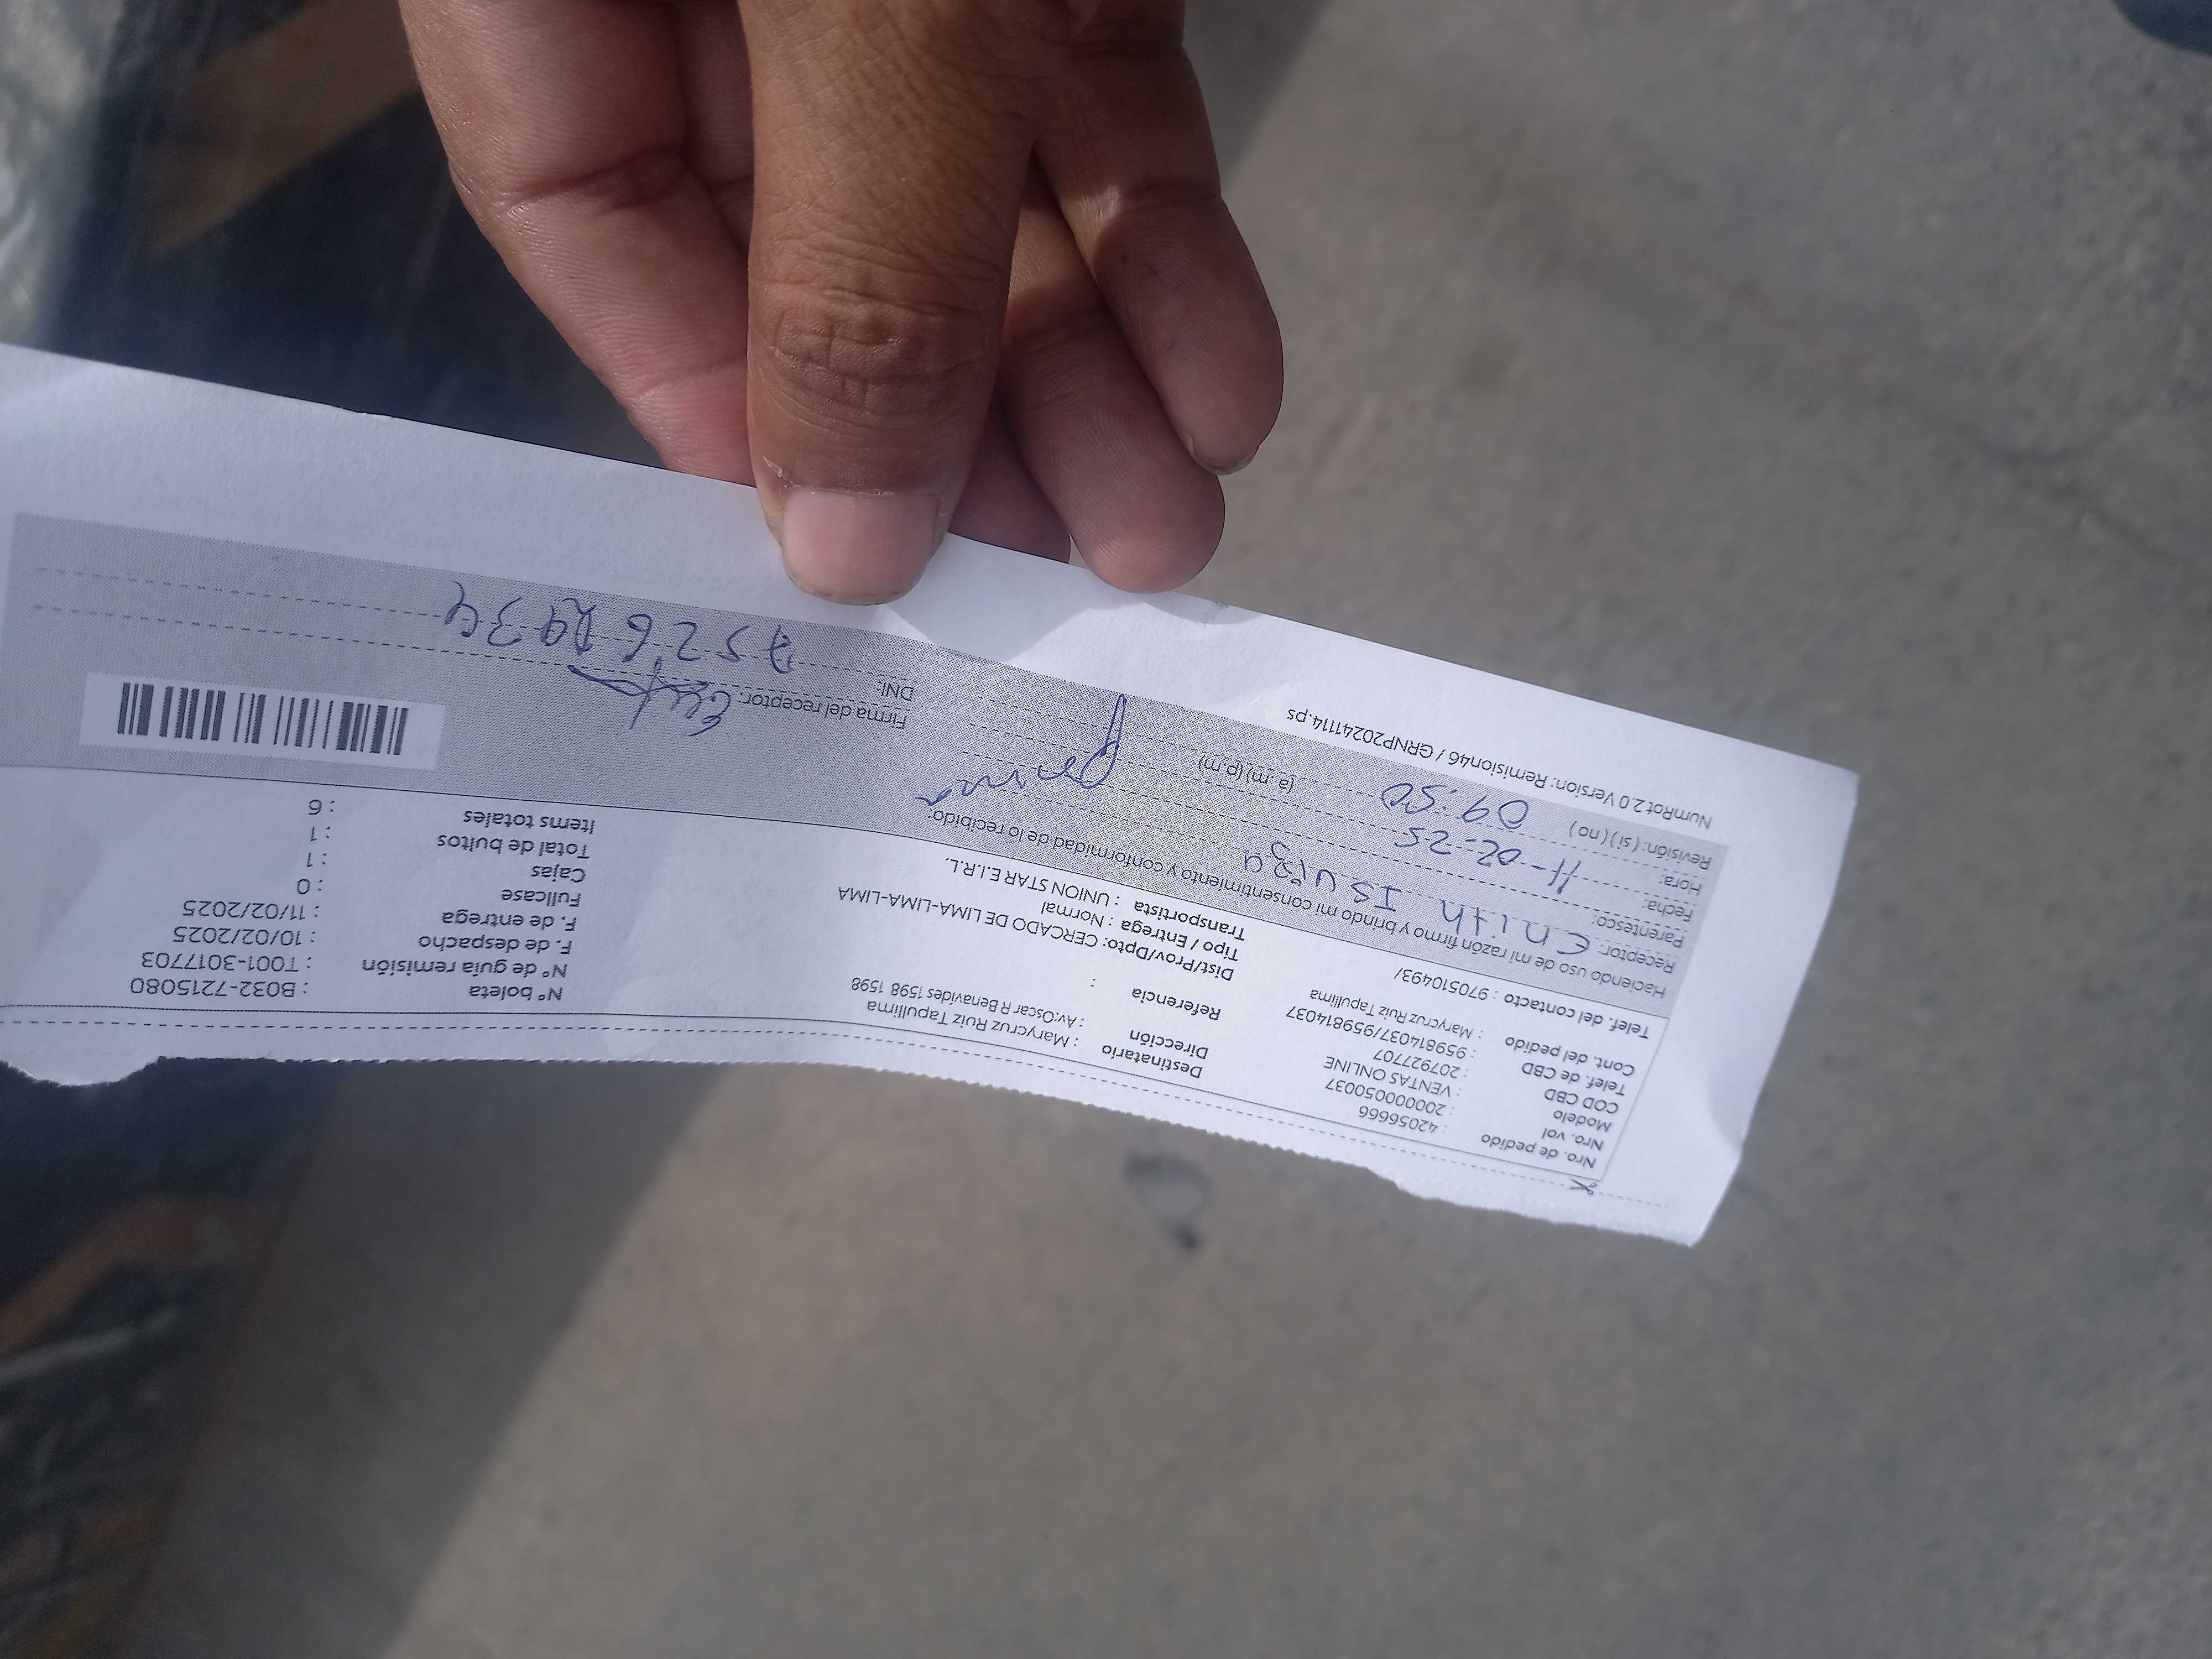 Nro. de pedido : 42056666
Nro. vol : 20000050037
Modelo : VENTAS ONLINE
COD CBD : 207927707
Telef. de CBD : 959814037/959814037
Cont. del pedido : Marycruz Ruiz Tapullima
Telef. del contacto : 970510493/
Destinatario : Marycruz Ruiz Tapullima
Dirección : Av:Oscar R Benavides 1598 1598
Referencia :
Dist/Prov/Dpto: CERCADO DE LIMA-LIMA-LIMA
Tipo / Entrega : Normal
Transportista : UNION STAR E.I.R.L.
N° boleta : B032-7215080
N° de guía remisión : T001-3017703
F. de despacho : 10/02/2025
F. de entrega : 11/02/2025
Fullcase : 0
Cajas : 1
Total de bultos : 1
Items totales : 6
Haciendo uso de mi razón firmo y brindo mi consentimiento y conformidad de lo recibido:
Receptor: Enith Isuiza
Parentesco: prima
Fecha: 11-02-25
Hora: 09:50 (a .m) (p.m)
Revisión: ( si ) ( no )
Firma del receptor:
DNI:
NumRot 2.0 Version: Remision46 / GRNP20241114.ps